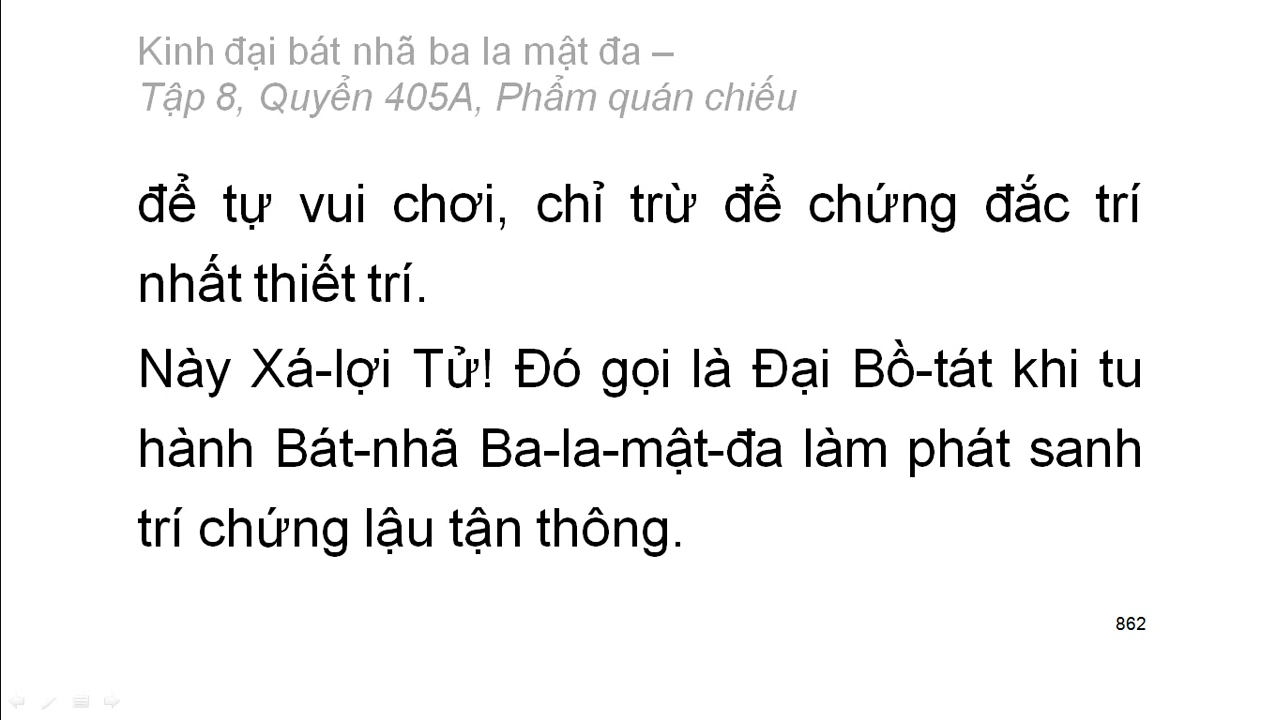 Kinh đại bát nhã ba la mật đa –
Tập 8, Quyển 405A, Phẩm quán chiếu
để tự vui chơi, chỉ trừ để chứng đắc trí
nhất thiết trí.
Này Xá-lợi Tử! Đó gọi là Đại Bồ-tát khi tu
hành Bát-nhã Ba-la-mật-đa làm phát sanh
trí chứng lậu tận thông.
862